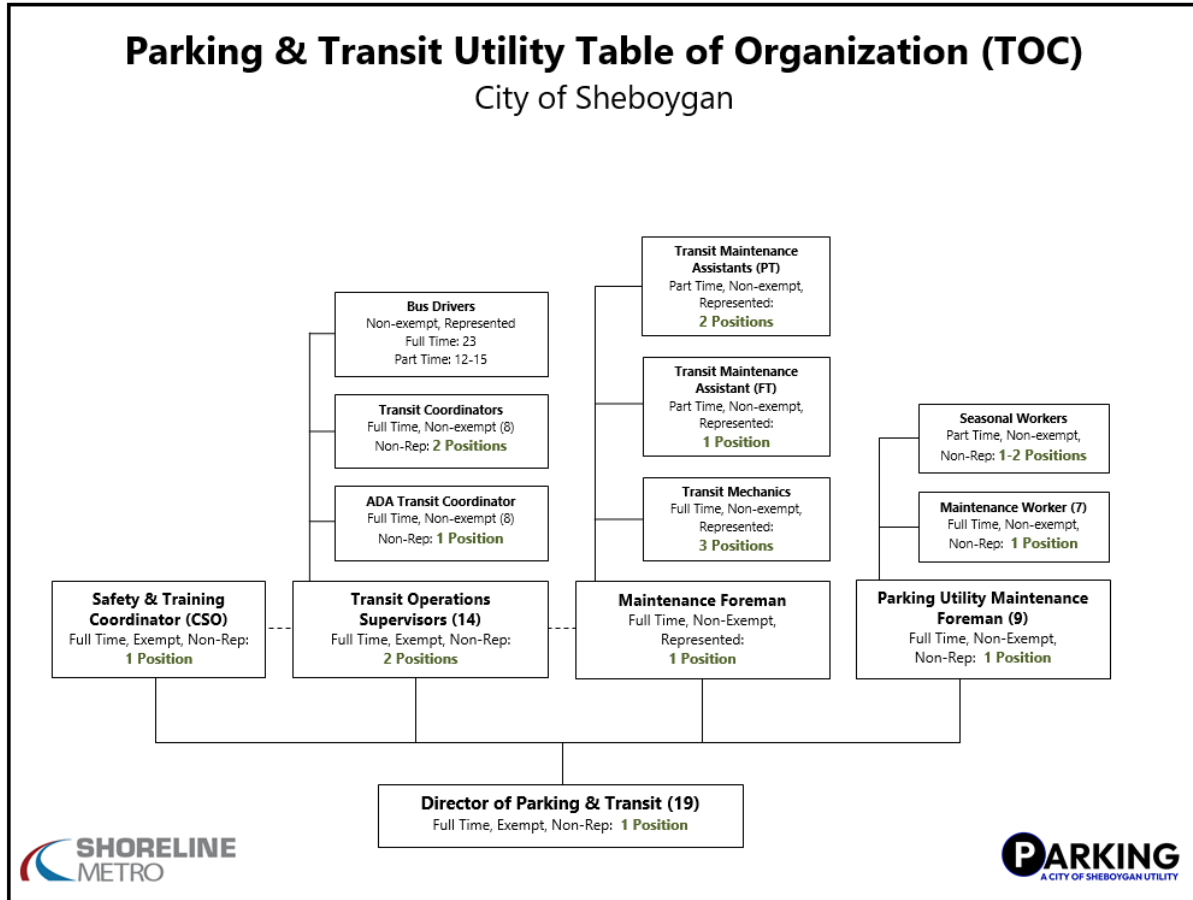 Parking & Transit Utility Table of Organization (TOC)
City of Sheboygan
Transit Maintenance
Assistants (PT)
Part Time, Non-exempt,
Represented:
2 Positions
Bus Drivers
Non-exempt, Represented
Full Time: 23
Part Time: 12-15
Transit Maintenance
Assistant (FT)
Part Time, Non-exempt,
Represented:
1 Position
Transit Coordinators
Full Time, Non-exempt (8)
Non-Rep: 2 Positions
Seasonal Workers
Part Time, Non-exempt,
Non-Rep: 1-2 Positions
ADA Transit Coordinator
Full Time, Non-exempt (8)
Non-Rep: 1 Position
Transit Mechanics
Full Time, Non-exempt,
Represented:
3 Positions
Maintenance Worker (7)
Full Time, Non-exempt,
Non-Rep: 1 Position
Safety & Training
Coordinator (CSO)
Full Time, Exempt, Non-Rep:
1 Position
Transit Operations
Supervisors (14)
Full Time, Exempt, Non-Rep:
2 Positions
Maintenance Foreman
Full Time, Non-Exempt,
Represented:
1 Position
Parking Utility Maintenance
Foreman (9)
Full Time, Non-Exempt,
Non-Rep: 1 Position
Director of Parking & Transit (19)
Full Time, Exempt, Non-Rep: 1 Position
SHORELINE
METRO
PARKING
A CITY OF SHEBOYGAN UTILITY